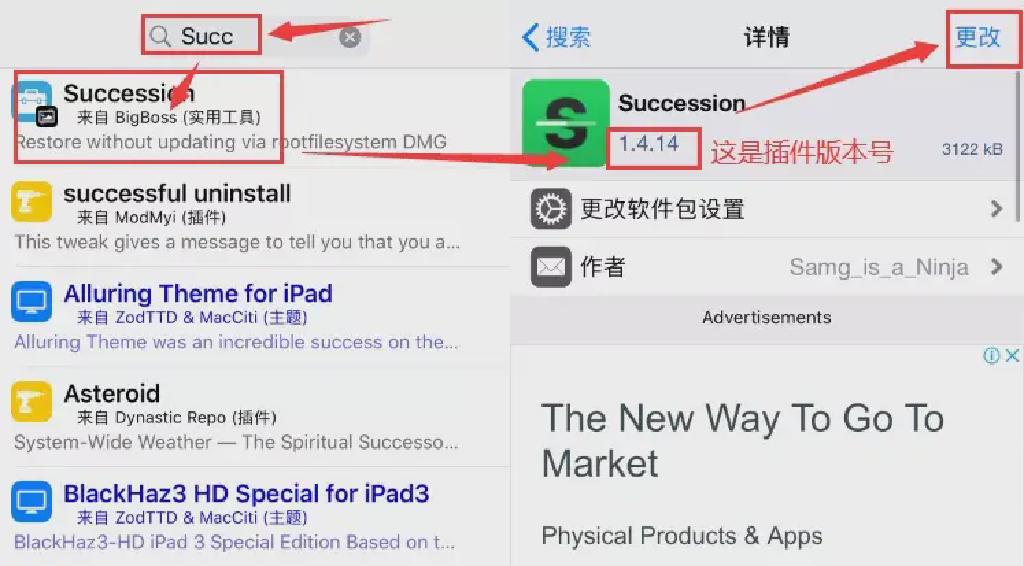 Succ
Succession
来自 BigBoss (实用工具)
Restore without updating via rootfilesystem DMG
successful uninstall
来自 ModMyi (插件)
This tweak gives a message to tell you that you a...
Alluring Theme for iPad
来自 ZodTTD & MacCiti (主题)
Alluring Theme was an incredible success on the...
Asteroid
来自 Dynastic Repo (插件)
System-Wide Weather — The Spiritual Successo...
BlackHaz3 HD Special for iPad3
来自 ZodTTD & MacCiti (主题)
BlackHaz3-HD iPad 3 Special Edition Based on t...
搜索
详情
更改
S
Succession
1.4.14
这是插件版本号
3122 kB
更改软件包设置
作者
Samg_is_a_Ninja
Advertisements
The New Way To Go To
Market
Physical Products & Apps